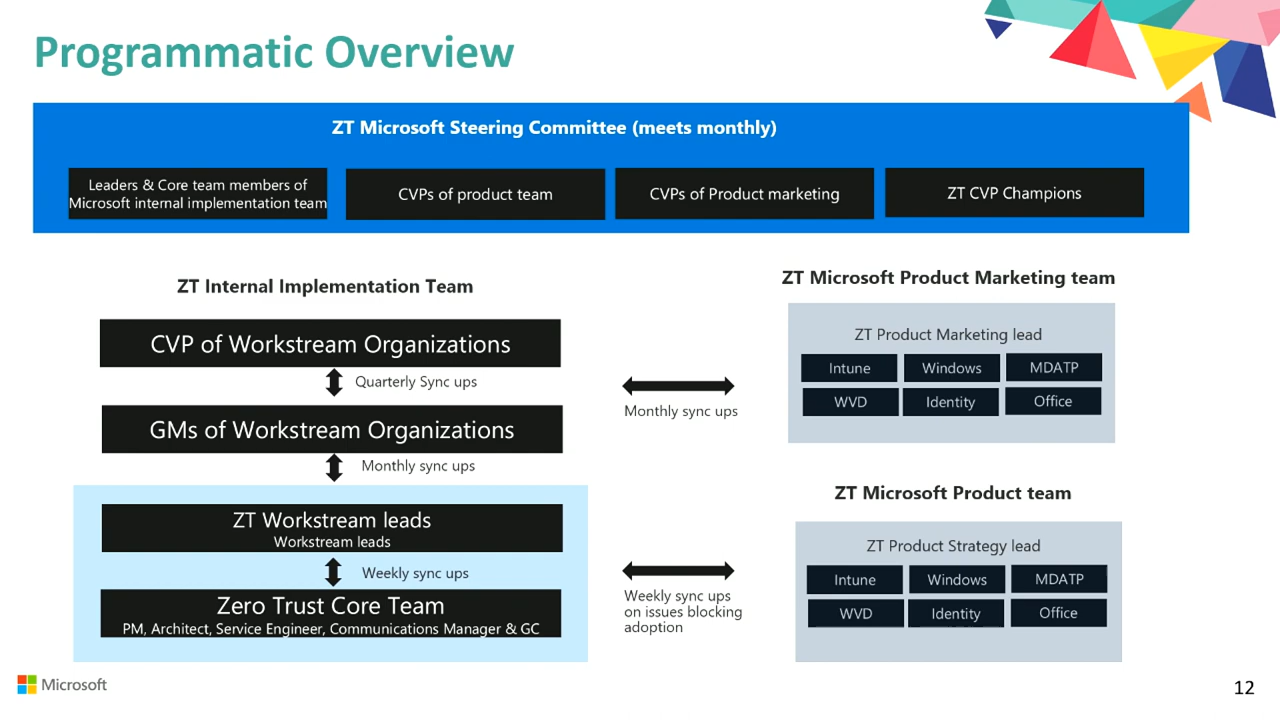 Programmatic Overview
ZT Microsoft Steering Committee (meets monthly)
Leaders & Core team members of
Microsoft internal implementation team
CVPs of product team
CVPs of Product marketing
ZT CVP Champions
ZT Internal Implementation Team
CVP of Workstream Organizations
Quarterly Sync ups
GMs of Workstream Organizations
Monthly sync ups
ZT Workstream leads
Workstream leads
Weekly sync ups
Zero Trust Core Team
PM, Architect, Service Engineer, Communications Manager & GC
Monthly sync ups
Weekly sync ups
on issues blocking
adoption
ZT Microsoft Product Marketing team
ZT Product Marketing lead
Intune
Windows
MDATP
WVD
Identity
Office
ZT Microsoft Product team
ZT Product Strategy lead
Intune
Windows
MDATP
WVD
Identity
Office
Microsoft
12